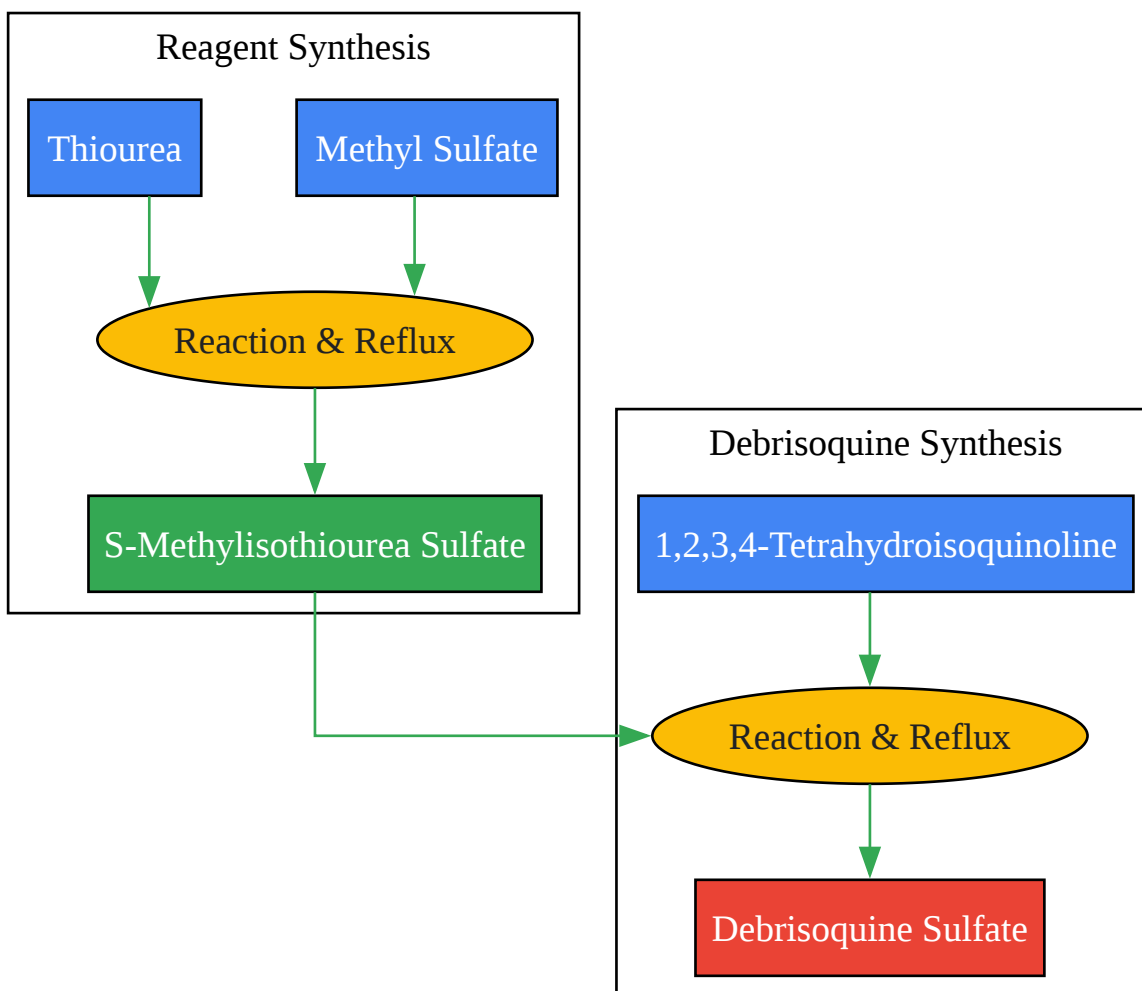 Reagent Synthesis
Thiourea
Methyl Sulfate
Reaction & Reflux
S-Methylisothiourea Sulfate
Debrisoquine Synthesis
1,2,3,4-Tetrahydroisoquinoline
Reaction & Reflux
Debrisoquine Sulfate